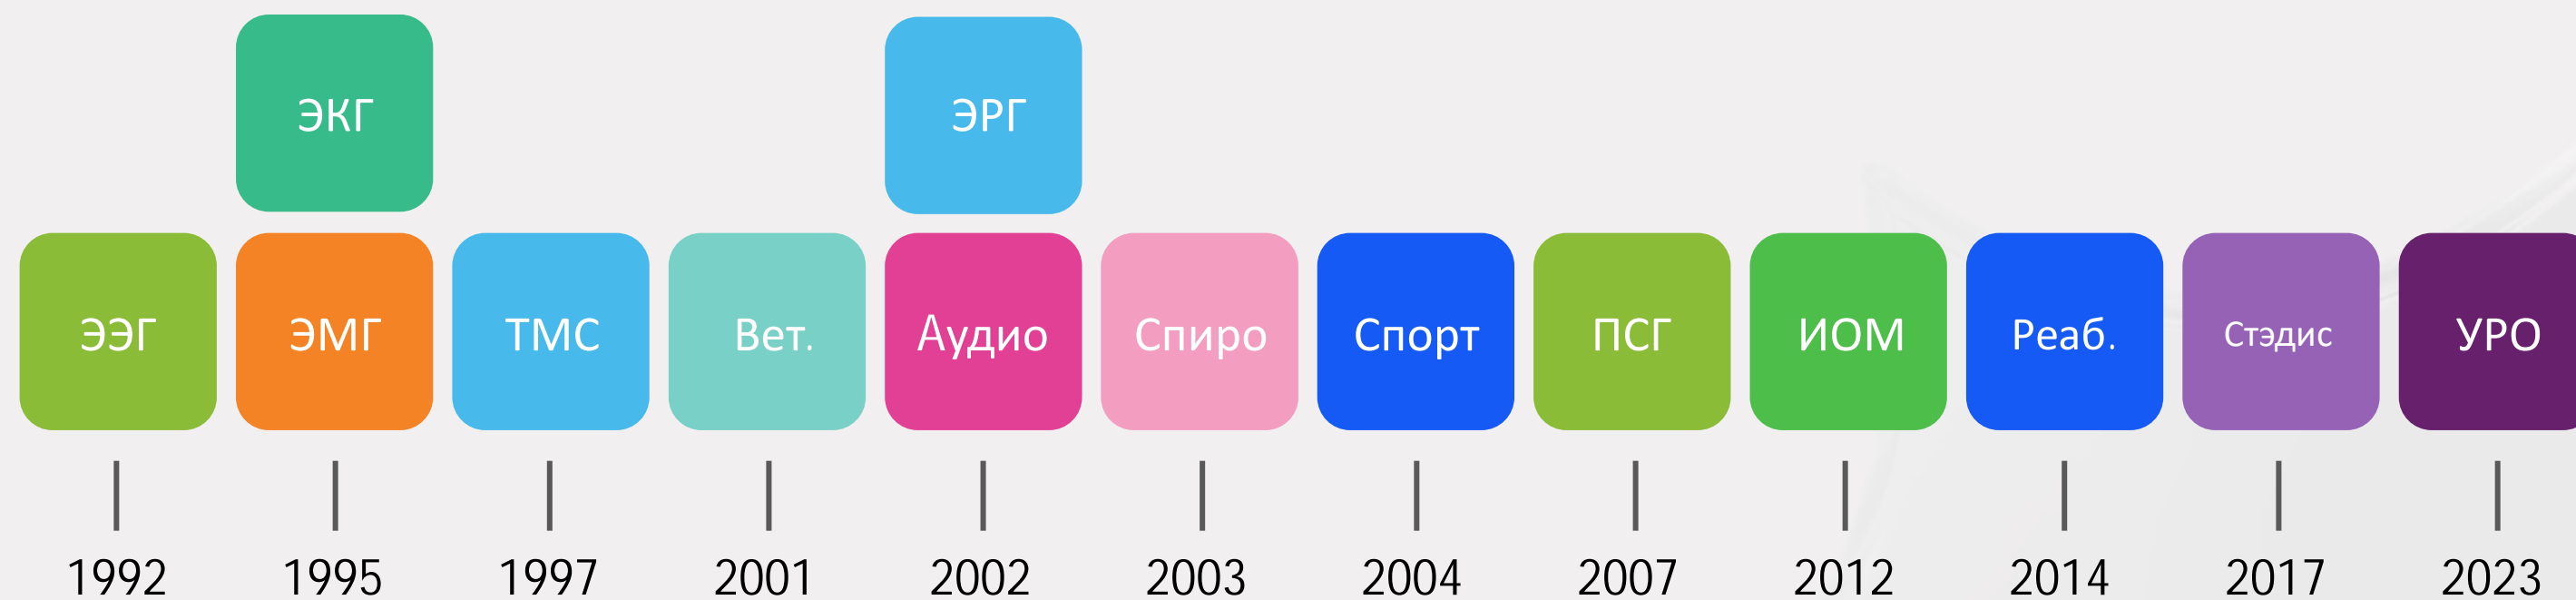 ЭКГ ЭРГ
ЭЭГ ЭМГ ТМС Вет. Аудио Спиро Спорт ПСГ ИОМ Реаб. Стэдис УРО
1992 1995 1997 2001 2002 2003 2004 2007 2012 2014 2017 2023